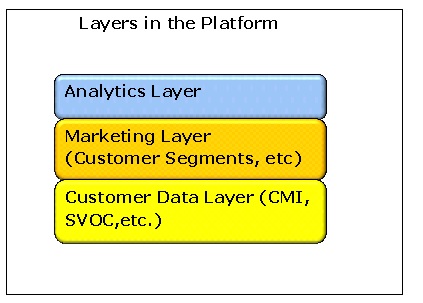 Layers in the Platform
Analytics Layer
Marketing Layer
(Customer Segments, etc)
Customer Data Layer (CMI,
SVOC,etc.)